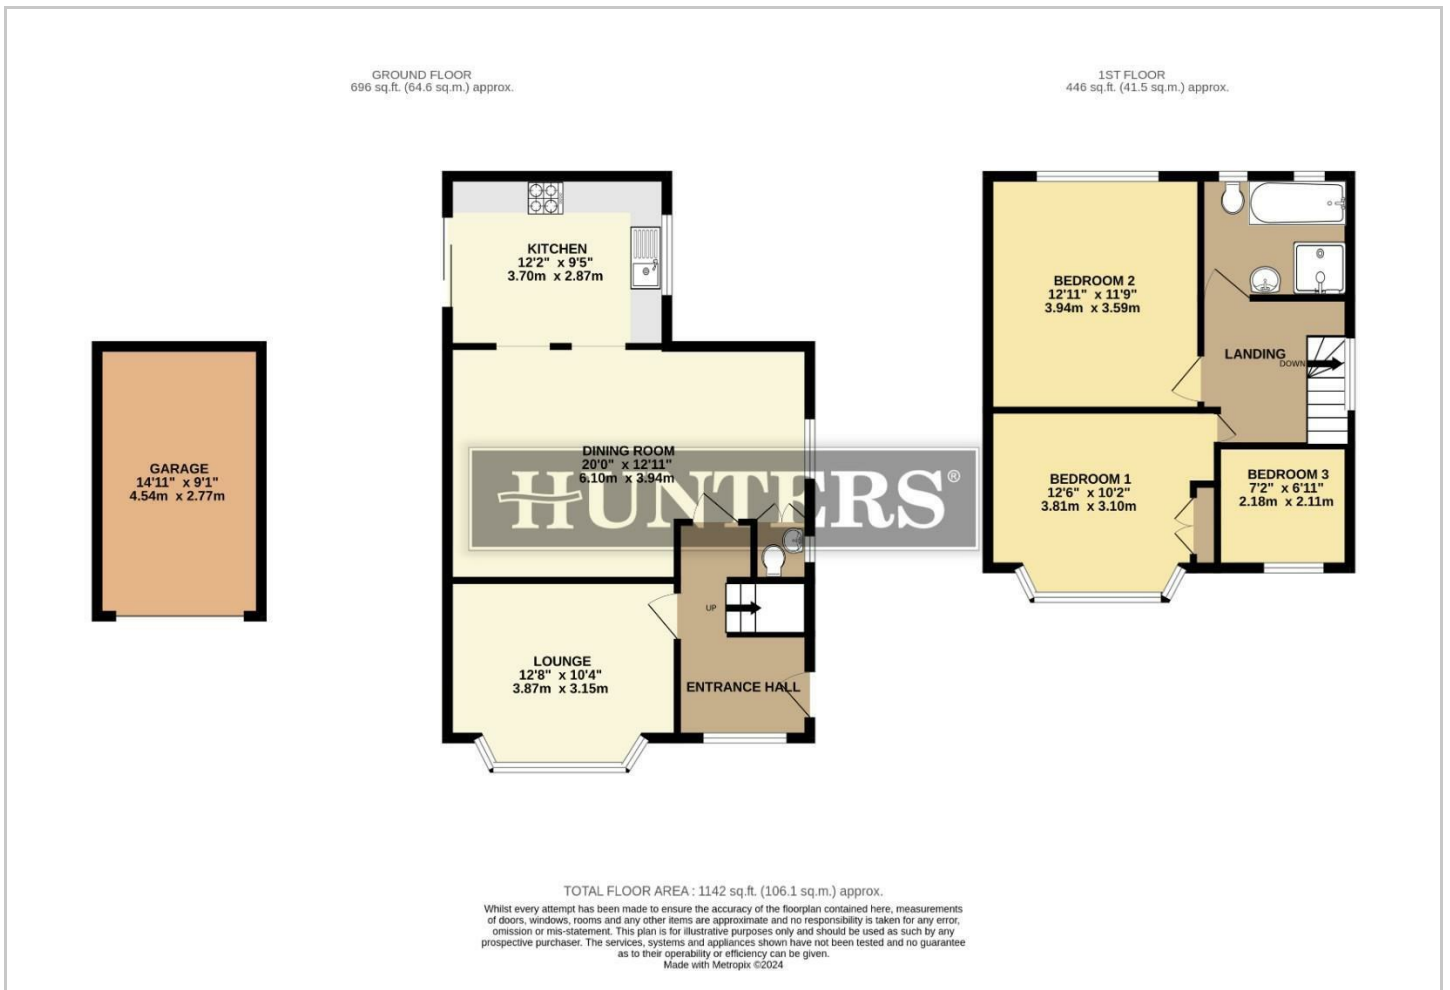 GROUND FLOOR
696 sq.ft. (64.6 sq.m.) approx.
1ST FLOOR
446 sq.ft. (41.5 sq.m.) approx.
KITCHEN
12'2" x 9'5"
3.70m x 2.87m
BEDROOM 2
12'11" x 11'9"
3.94m x 3.59m
LANDING
DOWN
GARAGE
14'11" x 9'1"
4.54m x 2.77m
DINING ROOM
20'0" x 12'11"
6.10m x 3.94m
HUNTERS®
BEDROOM 1
12'6" x 10'2"
3.81m x 3.10m
BEDROOM 3
7'2" x 6'11"
2.18m x 2.11m
UP
LOUNGE
12'8" x 10'4"
3.87m x 3.15m
ENTRANCE HALL
TOTAL FLOOR AREA : 1142 sq.ft. (106.1 sq.m.) approx.
Whilst every attempt has been made to ensure the accuracy of the floorplan contained here, measurements
of doors, windows, rooms and any other items are approximate and no responsibility is taken for any error,
omission or mis-statement. This plan is for illustrative purposes only and should be used as such by any
prospective purchaser. The services, systems and appliances shown have not been tested and no guarantee
as to their operability or efficiency can be given.
Made with Metropix ©2024